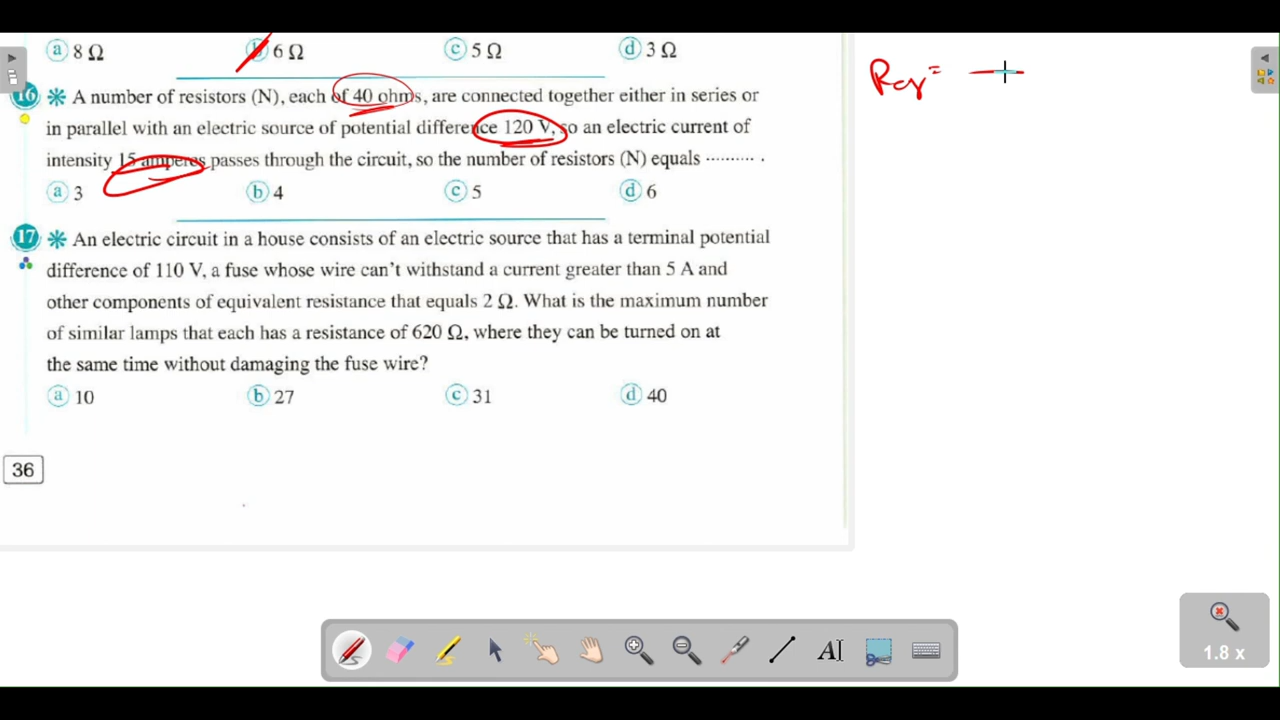 ⓐ 8 Ω ⓑ 6 Ω ⓒ 5 Ω ⓓ 3 Ω
16 ✻ A number of resistors (N), each of 40 ohms, are connected together either in series or
in parallel with an electric source of potential difference 120 V, so an electric current of
intensity 15 amperes passes through the circuit, so the number of resistors (N) equals ·········· .
ⓐ 3 ⓑ 4 ⓒ 5 ⓓ 6
17 ✻ An electric circuit in a house consists of an electric source that has a terminal potential
difference of 110 V, a fuse whose wire can't withstand a current greater than 5 A and
other components of equivalent resistance that equals 2 Ω. What is the maximum number
of similar lamps that each has a resistance of 620 Ω, where they can be turned on at
the same time without damaging the fuse wire?
ⓐ 10 ⓑ 27 ⓒ 31 ⓓ 40
36
Req =
AI
1.8 x